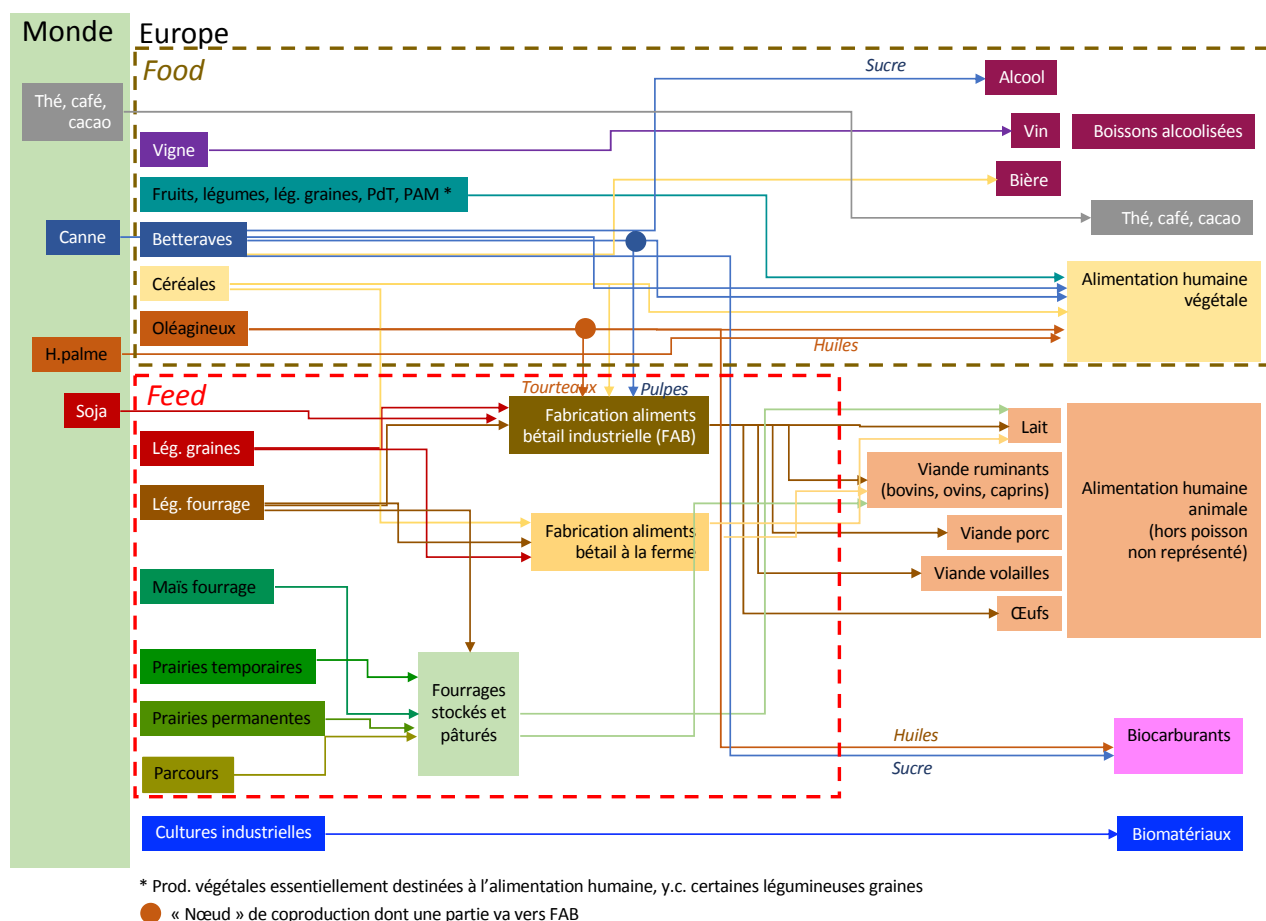 Monde
Europe
Food
Sucre
Alcool
Thé, café,
cacao
Vin
Boissons alcoolisées
Vigne
Bière
Fruits, légumes, lég. graines, PdT, PAM *
Thé, café, cacao
Canne
Betteraves
Céréales
Alimentation humaine
végétale
Oléagineux
H.palme
Huiles
Feed
Tourteaux
Pulpes
Soja
Fabrication aliments
bétail industrielle (FAB)
Lait
Lég. graines
Viande ruminants
(bovins, ovins, caprins)
Lég. fourrage
Alimentation humaine
animale
(hors poisson
non représenté)
Fabrication aliments
bétail à la ferme
Viande porc
Viande volailles
Maïs fourrage
Œufs
Prairies temporaires
Fourrages
stockés et
pâturés
Prairies permanentes
Huiles
Biocarburants
Parcours
Sucre
Cultures industrielles
Biomatériaux
* Prod. végétales essentiellement destinées à l’alimentation humaine, y.c. certaines légumineuses graines
« Nœud » de coproduction dont une partie va vers FAB